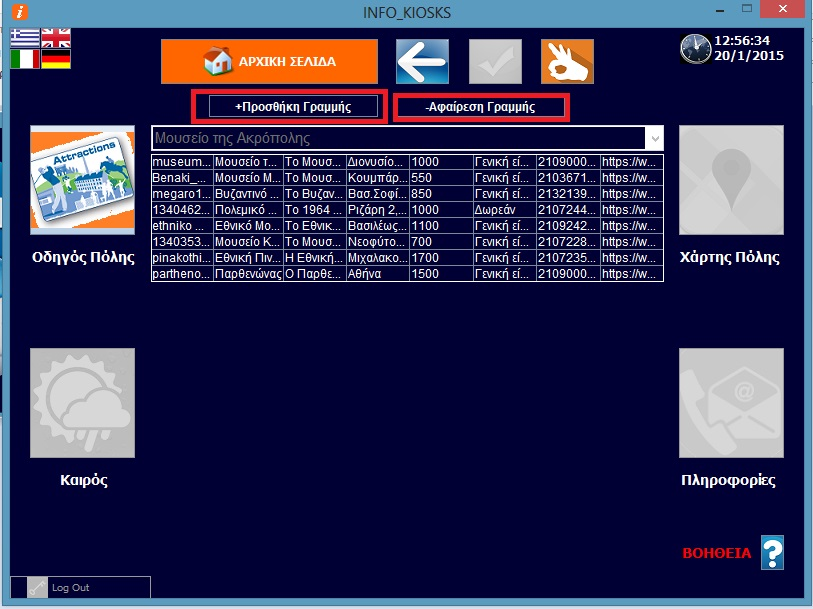 INFO_KIOSKS
ΑΡΧΙΚΗ ΣΕΛΙΔΑ
12:56:34
20/1/2015
+Προσθήκη Γραμμής
-Αφαίρεση Γραμμής
Attractions
Οδηγός Πόλης
Μουσείο της Ακρόπολης
museum... Μουσείο τ... Το Μουσ... Διονυσίο... 1000 Γενική εί... 2109000... https://w...
Benaki_... Μουσείο Μ... Το Μουσ... Κουμπάρ... 550 Γενική εί... 2103671... https://w...
megaro1... Βυζαντινό ... Το Βυζαν... Βασ.Σοφί... 850 Γενική εί... 2132139... https://w...
1340462... Πολεμικό ... Το 1964 ... Ριζάρη 2,... 1000 Δωρεάν 2107244... https://w...
ethniko ... Εθνικό Μο... Το Εθνικ... Βασιλέως... 1100 Γενική εί... 2109242... https://w...
1340353... Μουσείο Κ... Το Μουσ... Νεοφύτο... 700 Γενική εί... 2107228... https://w...
pinakothi... Εθνική Πιν... Η Εθνική... Μιχαλακο... 1700 Γενική εί... 2107235... https://w...
partheno... Παρθενώνας Ο Παρθε... Αθήνα 1500 Γενική εί... 2109000... https://w...
Χάρτης Πόλης
Καιρός
Πληροφορίες
ΒΟΗΘΕΙΑ ?
Log Out